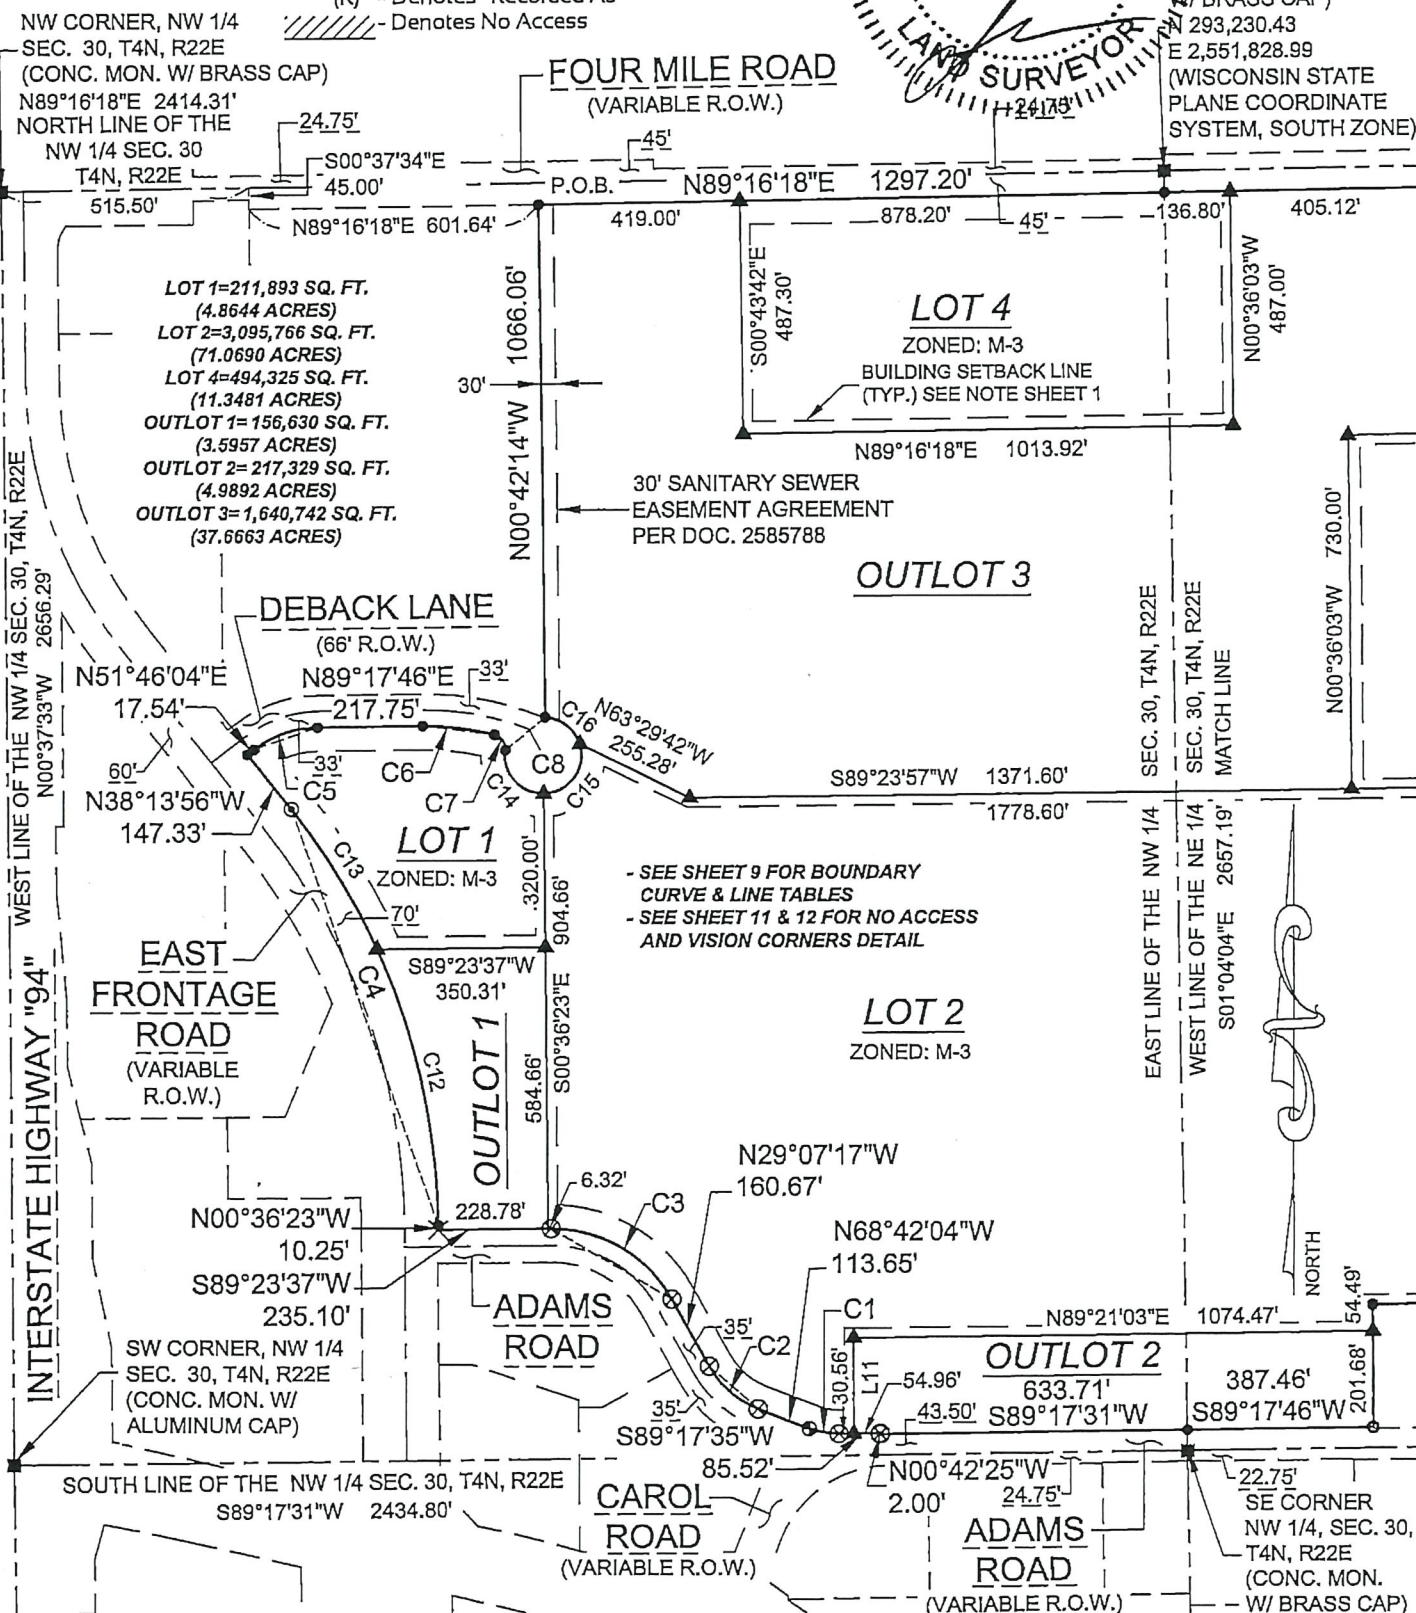 (R) - Denotes "Recorded As"
- Denotes No Access
NW CORNER, NW 1/4
SEC. 30, T4N, R22E
(CONC. MON. W/ BRASS CAP)
N89°16'18"E 2414.31'
NORTH LINE OF THE
NW 1/4 SEC. 30
T4N, R22E
515.50'
24.75'
S00°37'34"E
45.00'
FOUR MILE ROAD
(VARIABLE R.O.W.)
45'
LAND SURVEYOR
24.75'
W/ BRASS CAP)
N 293,230.43
E 2,551,828.99
(WISCONSIN STATE
PLANE COORDINATE
SYSTEM, SOUTH ZONE)
P.O.B.
N89°16'18"E 1297.20'
N89°16'18"E 601.64'
419.00'
878.20'
45'
136.80'
405.12'
LOT 1=211,893 SQ. FT.
(4.8644 ACRES)
LOT 2=3,095,766 SQ. FT.
(71.0690 ACRES)
LOT 4=494,325 SQ. FT.
(11.3481 ACRES)
OUTLOT 1=156,630 SQ. FT.
(3.5957 ACRES)
OUTLOT 2=217,329 SQ. FT.
(4.9892 ACRES)
OUTLOT 3=1,640,742 SQ. FT.
(37.6663 ACRES)
N00°42'14"W 1066.06'
30'
S00°43'42"E
487.30'
LOT 4
ZONED: M-3
BUILDING SETBACK LINE
(TYP.) SEE NOTE SHEET 1
N00°36'03"W
487.00'
N89°16'18"E 1013.92'
30' SANITARY SEWER
EASEMENT AGREEMENT
PER DOC. 2585788
OUTLOT 3
N00°36'03"W 730.00'
WEST LINE OF THE NW 1/4 SEC. 30, T4N, R22E
N00°37'33"W 2656.29'
DEBACK LANE
(66' R.O.W.)
N51°46'04"E
17.54'
N89°17'46"E
217.75'
33'
C16
N63°29'42"W
255.28'
60'
N38°13'56"W
147.33'
C5
33'
C6
C7
C8
C14
C15
S89°23'57"W 1371.60'
1778.60'
EAST LINE OF THE NW 1/4 SEC. 30, T4N, R22E
WEST LINE OF THE NE 1/4 SEC. 30, T4N, R22E
S01°04'04"E 2657.19'
MATCH LINE
C13
LOT 1
ZONED: M-3
320.00'
904.66'
70'
- SEE SHEET 9 FOR BOUNDARY
CURVE & LINE TABLES
- SEE SHEET 11 & 12 FOR NO ACCESS
AND VISION CORNERS DETAIL
EAST
FRONTAGE
ROAD
(VARIABLE
R.O.W.)
C4
S89°23'37"W
350.31'
C12
OUTLOT 1
584.66'
S00°36'23"E
LOT 2
ZONED: M-3
INTERSTATE HIGHWAY "94"
NORTH
N00°36'23"W
10.25'
228.78'
6.32'
C3
N29°07'17"W
160.67'
N68°42'04"W
113.65'
S89°23'37"W
235.10'
ADAMS
ROAD
35'
C2
C1
30.56'
L11
N89°21'03"E 1074.47'
54.49'
OUTLOT 2
633.71'
387.46'
201.68'
SW CORNER, NW 1/4
SEC. 30, T4N, R22E
(CONC. MON. W/
ALUMINUM CAP)
35'
S89°17'35"W
85.52'
54.96'
43.50'
S89°17'31"W
S89°17'46"W
SOUTH LINE OF THE NW 1/4 SEC. 30, T4N, R22E
S89°17'31"W 2434.80'
CAROL
ROAD
(VARIABLE R.O.W.)
N00°42'25"W
2.00'
24.75'
ADAMS
ROAD
(VARIABLE R.O.W.)
22.75'
SE CORNER
NW 1/4, SEC. 30,
T4N, R22E
(CONC. MON.
W/ BRASS CAP)